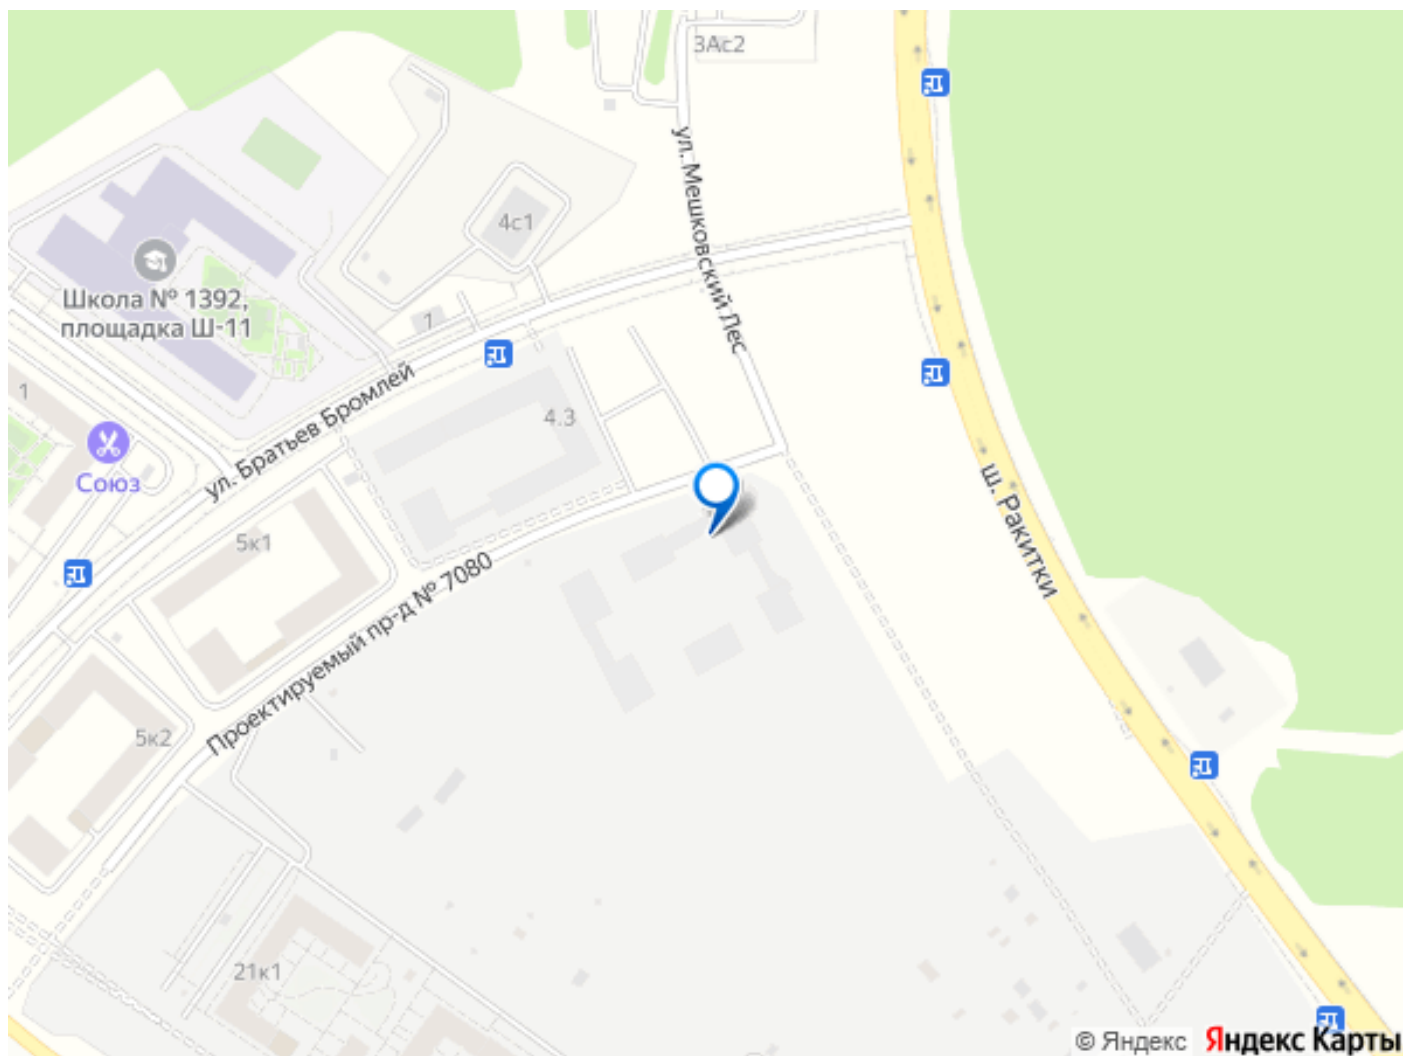 3Ас2
ул. Мешковский Лес
4с1
Школа № 1392,
площадка Ш-11
1
ул. Братьев Бромлей
1
4.3
Союз
ш. Ракитки
5к1
Проектируемый пр-д № 7080
5к2
21к1
© Яндекс Яндекс Карты